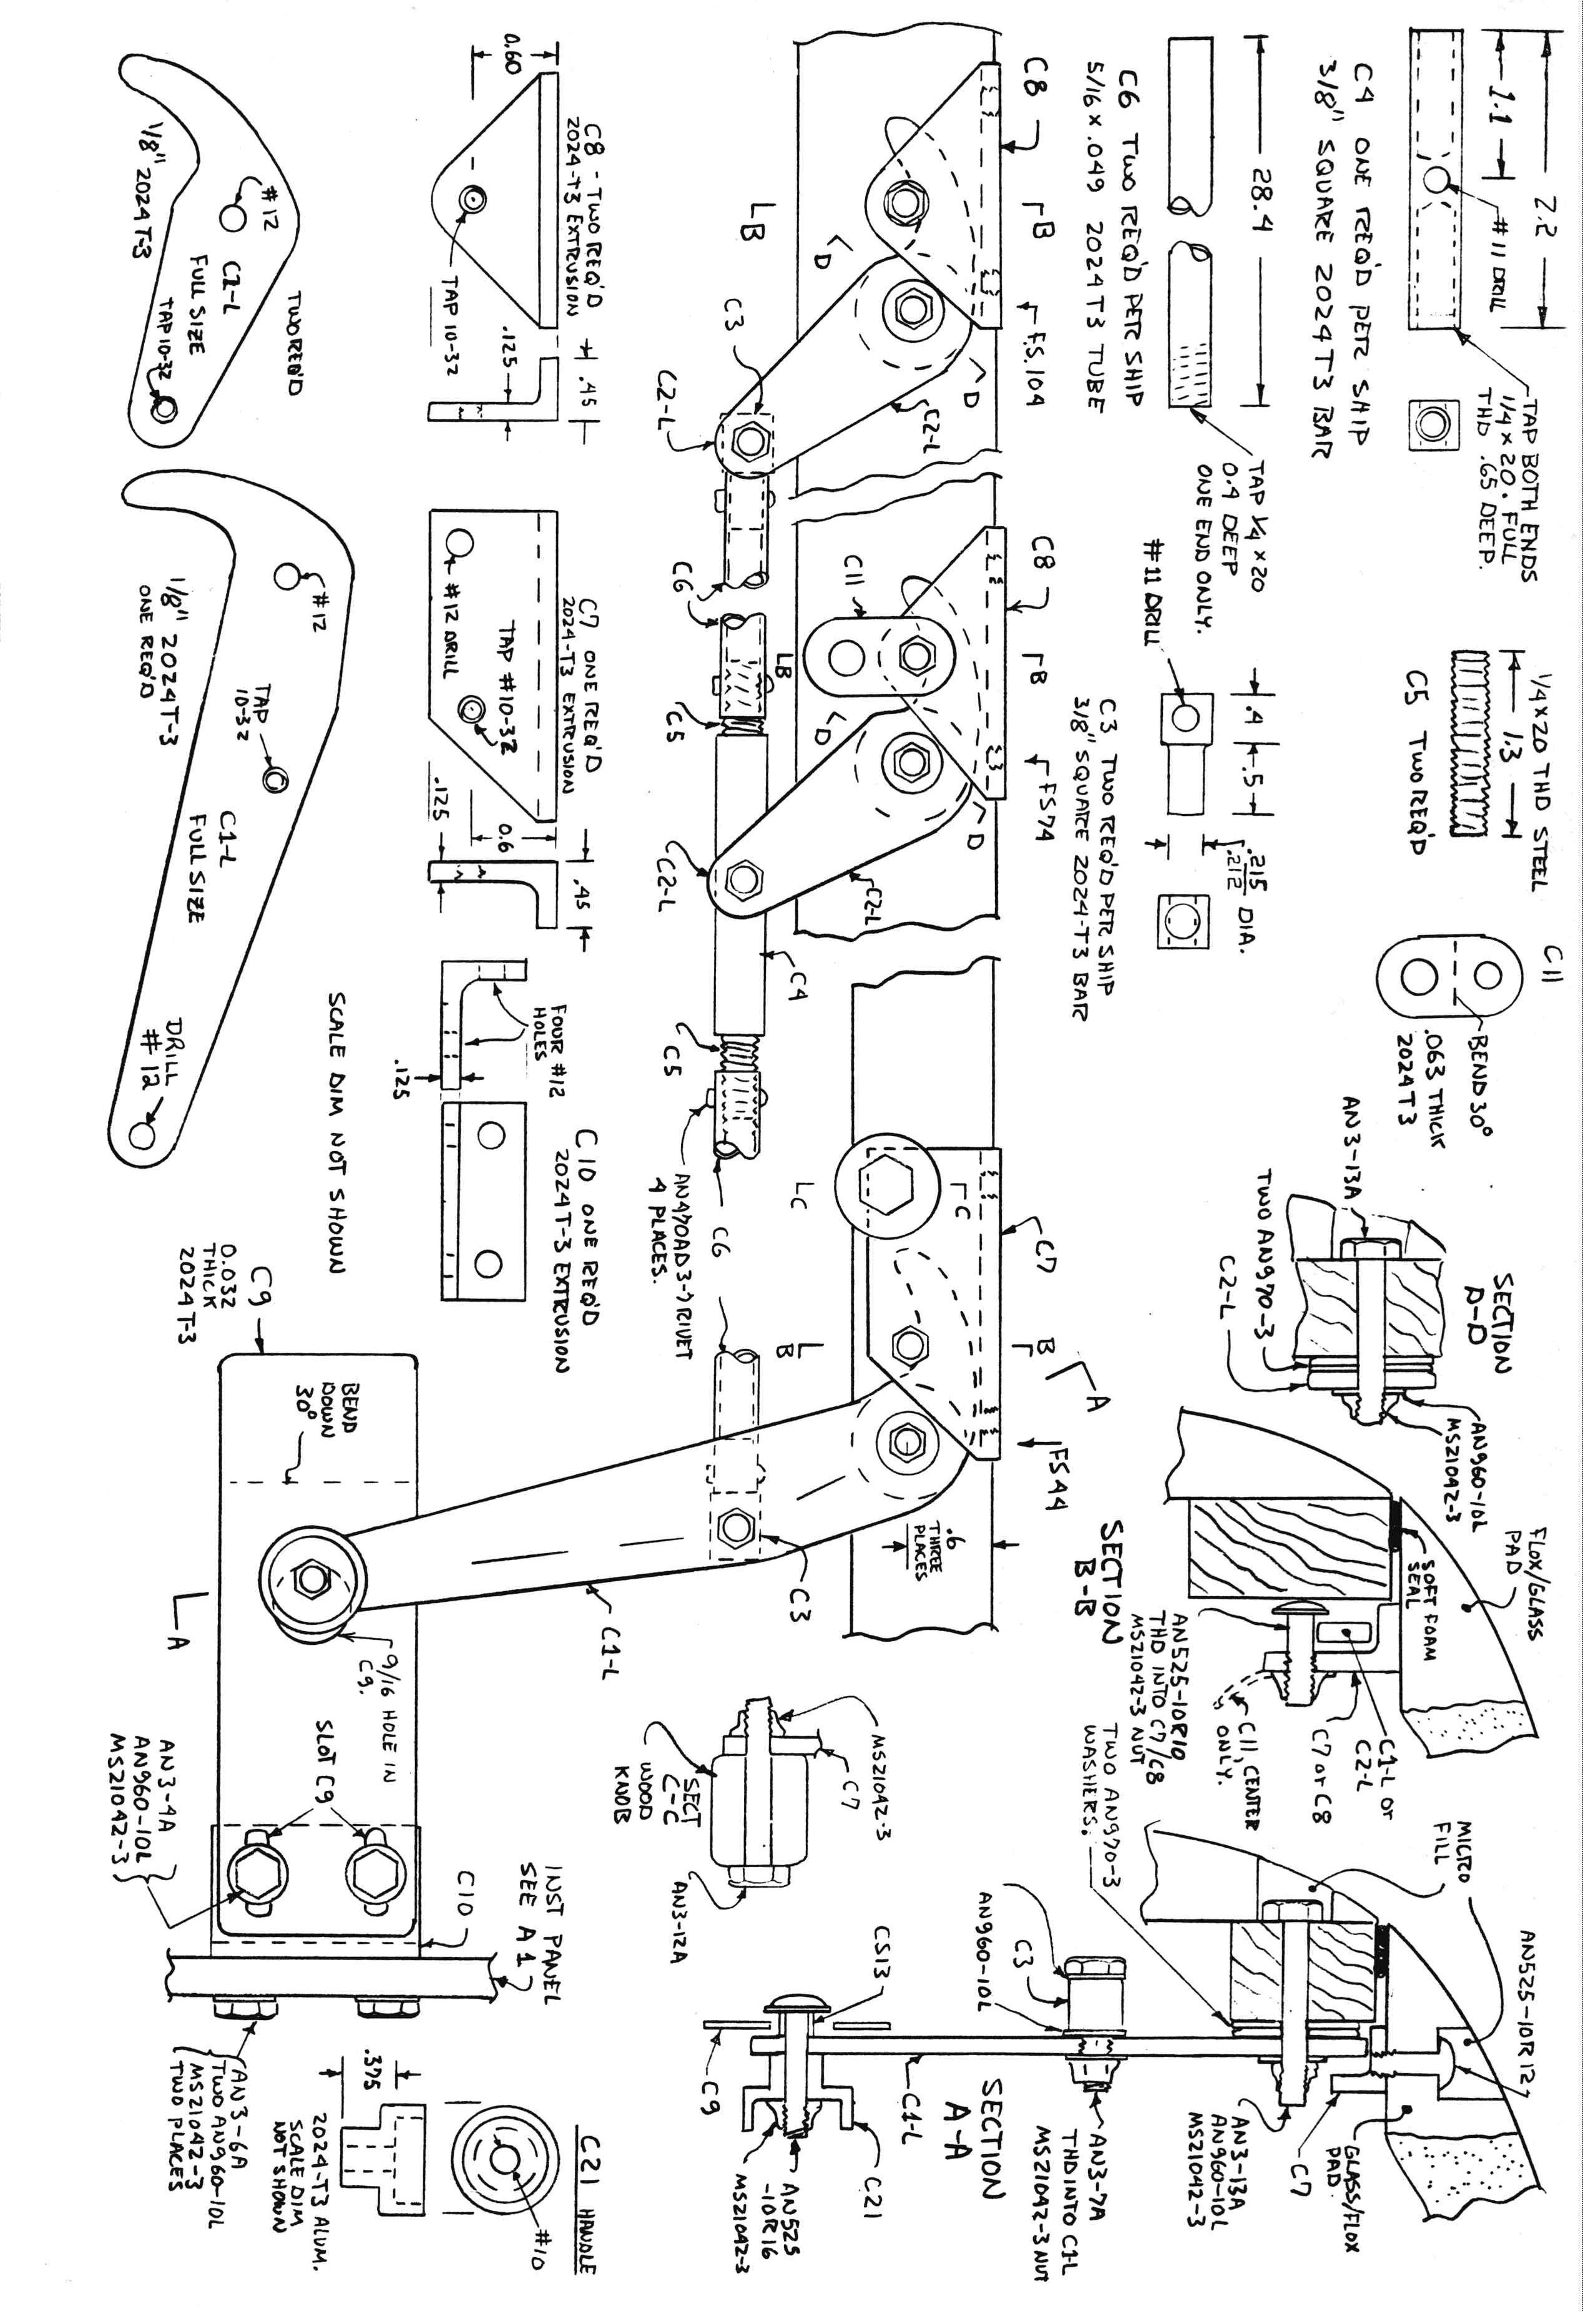 2.2
1.1
#11 DRILL
TAP BOTH ENDS
1/4 × 20. FULL
THD .65 DEEP.
C4 ONE REQ'D PER SHIP
3/8" SQUARE 2024T3 BAR
1/4×20 THD STEEL
1.3
C5 TWO REQ'D
C11
BEND 30°
.063 THICK
2024T3
28.4
TAP 1/4 × 20
0.4 DEEP
ONE END ONLY.
C6 TWO REQ'D PER SHIP
5/16 × .049 2024T3 TUBE
#11 DRILL
.4
.5
.215
.212 DIA.
C3 TWO REQ'D PER SHIP
3/8" SQUARE 2024-T3 BAR
SECTION
D-D
AN3-13A
TWO AN970-3
C2-L
AN960-10L
MS21042-3
FLOX/GLASS
PAD
SOFT FOAM
SEAL
SECTION
B-B
AN525-10R10
THD INTO C7/C8
MS21042-3 NUT
C1-L or
C2-L
C7 or C8
C11, CENTER
ONLY.
MICRO
FILL
AN525-10R12
TWO AN970-3
WASHERS.
GLASS/FLOX
PAD
C7
AN3-13A
AN960-10L
MS21042-3
AN3-7A
THD INTO C1-L
MS21042-3 NUT
C3
AN960-10L
SECTION
A-A
C1-L
CS13
C9
C21
AN525
-10R16
MS21042-3
C8
B
F.S. 104
C8
B
FS74
C7
B
A
FS44
D
D
C2-L
C11
D
D
C2-L
C
.6
THREE
PLACES
B
C3
C2-L
C6
B
C5
C2-L
C4
C5
AN470AD3-7 RIVET
4 PLACES.
C6
C
C6
B
C3
C1-L
MS21042-3
C7
SECT
C-C
WOOD
KNOB
AN3-12A
C8 - TWO REQ'D
2024-T3 EXTRUSION
0.60
TAP 10-32
.125
.45
C7 ONE REQ'D
2024-T3 EXTRUSION
#12 DRILL
TAP #10-32
0.6
.125
.45
FOUR #12
HOLES
.125
C10 ONE REQ'D
2024T-3 EXTRUSION
TWO REQ'D
#12
C2-L
FULL SIZE
TAP 10-32
1/8" 2024T-3
#12
TAP
10-32
C1-L
FULL SIZE
1/8" 2024T-3
ONE REQ'D
DRILL
#12
SCALE DIM NOT SHOWN
C9
0.032
THICK
2024T-3
BEND
DOWN
30°
A
9/16 HOLE IN
C9.
SLOT C9
AN3-4A
AN960-10L
MS21042-3
C10
INST PANEL
SEE A1
AN3-6A
TWO AN960-10L
MS21042-3
TWO PLACES
C21 HANDLE
#10
.375
2024-T3 ALUM.
SCALE DIM
NOT SHOWN